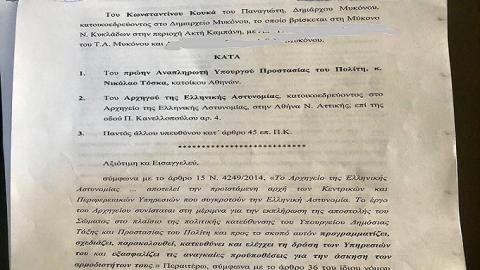 Του Κωνσταντίνου Κουκά του Παναγιώτη, Δημάρχου Μυκόνου,
κατοικοεδρεύοντος στο Δημαρχείο Μυκόνου, το οποίο βρίσκεται στη Μύκονο
Ν. Κυκλάδων στην περιοχή Ακτή Καμπάνη,
του Τ.Α. Μυκόνου και Μυκόνου.
ΚΑΤΑ
1. Του πρώην Αναπληρωτή Υπουργού Προστασίας του Πολίτη, κ.
Νικόλαο Τόσκα, κατοίκου Αθηνών.
2. Του Αρχηγού της Ελληνικής Αστυνομίας, κατοικοεδρεύοντος στο
Αρχηγείο της Ελληνικής Αστυνομίας, στην Αθήνα Ν. Αττικής, επί της
οδού Π. Κανελλοπούλου αρ. 4.
3. Παντός άλλου υπευθύνου κατ΄ άρθρο 45 επ. Π.Κ.
******************************
Αξιότιμη κα Εισαγγελεύ,
σύμφωνα με το άρθρο 15 Ν. 4249/2014, «Το Αρχηγείο της Ελληνικής
Αστυνομίας ... αποτελεί την προϊσταμένη αρχή των Κεντρικών και
Περιφερειακών Υπηρεσιών που συγκροτούν την Ελληνική Αστυνομία. Το έργο
του Αρχηγείου συνίσταται στη μέριμνα για την εκπλήρωση της αποστολής του
Σώματος στο πλαίσιο της πολιτικής κατεύθυνσης του Υπουργείου Δημόσιας
Τάξης και Προστασίας του Πολίτη και προς το σκοπό αυτόν προγραμματίζει,
σχεδιάζει, παρακολουθεί, κατευθύνει και ελέγχει τη δράση των Υπηρεσιών
του και εξασφαλίζει τις αναγκαίες προϋποθέσεις για την άσκηση των
αρμοδιοτήτων τους.» Περαιτέρω, σύμφωνα με το άρθρο 36 του ίδιου νόμου